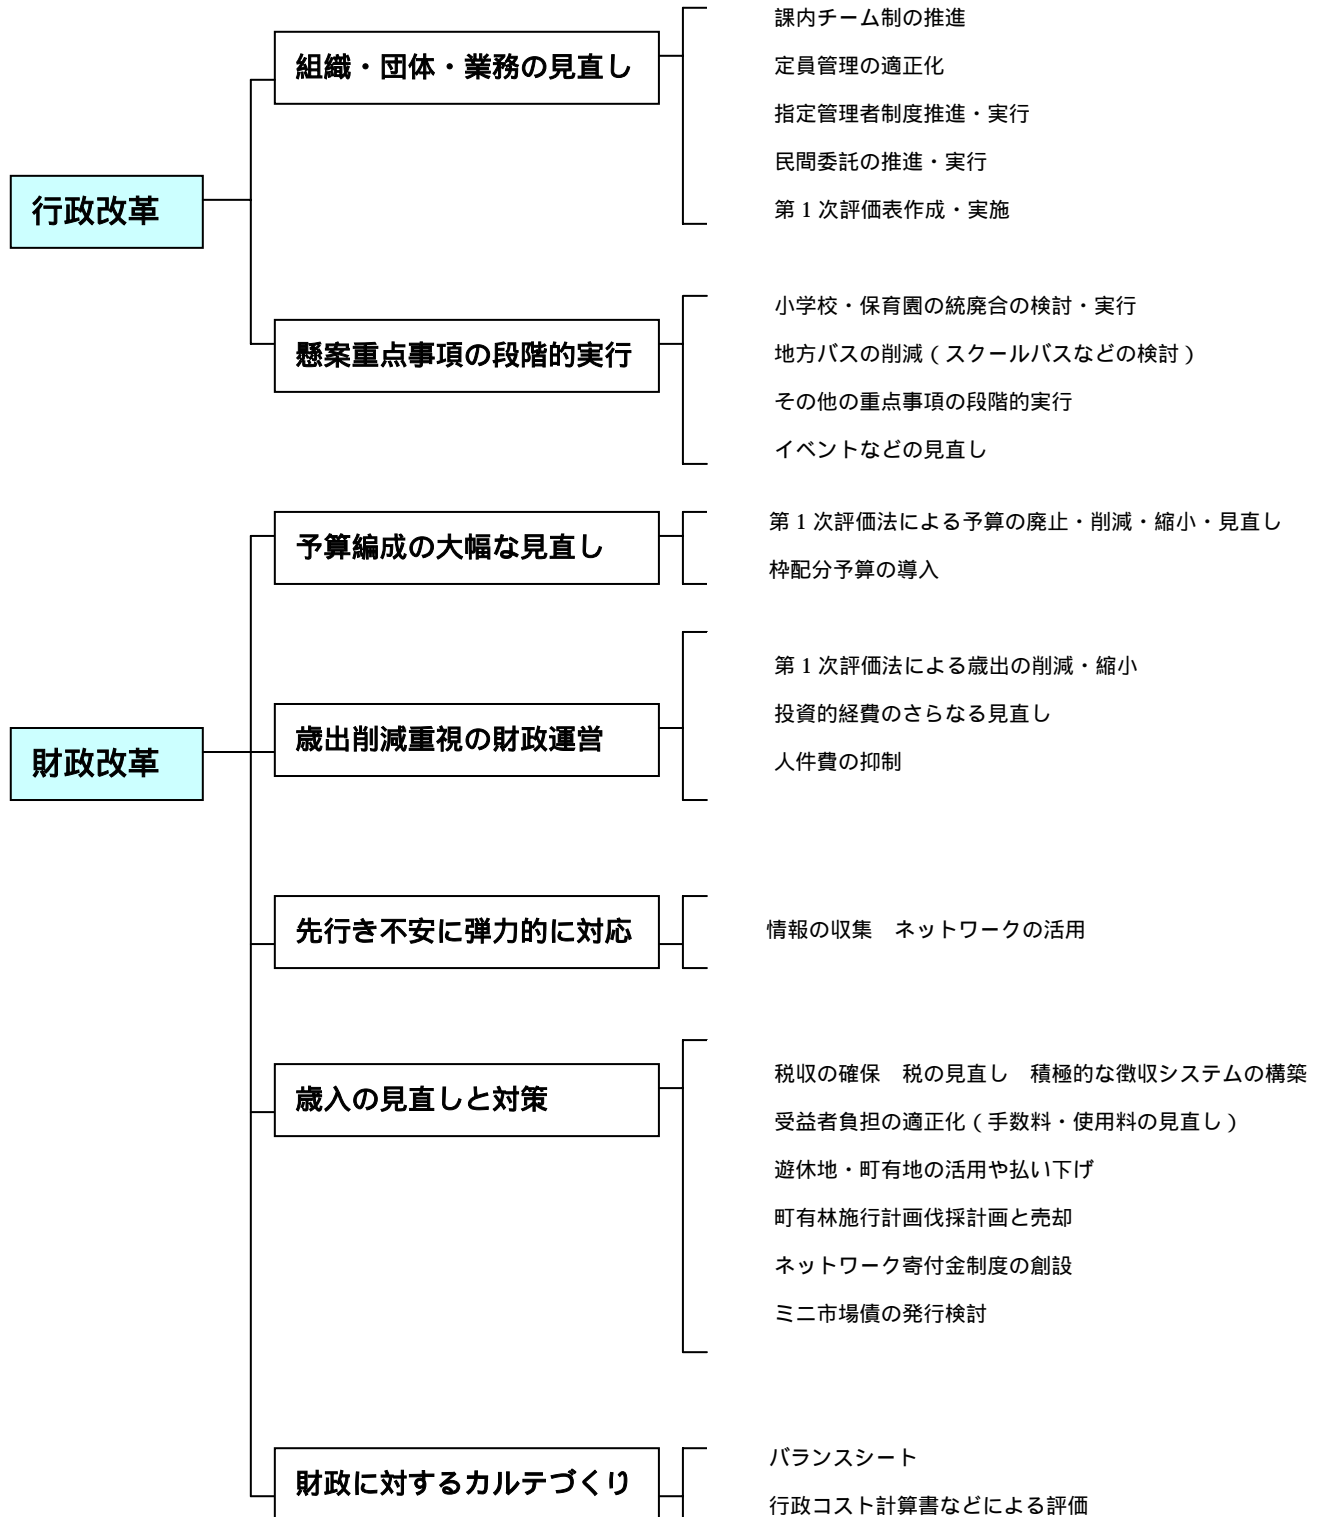 行政改革
組織・団体・業務の見直し
課内チーム制の推進
定員管理の適正化
指定管理者制度推進・実行
民間委託の推進・実行
第1次評価表作成・実施
懸案重点事項の段階的実行
小学校・保育園の統廃合の検討・実行
地方バスの削減（スクールバスなどの検討）
その他の重点事項の段階的実行
イベントなどの見直し
財政改革
予算編成の大幅な見直し
第1次評価法による予算の廃止・削減・縮小・見直し
枠配分予算の導入
歳出削減重視の財政運営
第1次評価法による歳出の削減・縮小
投資的経費のさらなる見直し
人件費の抑制
先行き不安に弾力的に対応
情報の収集　ネットワークの活用
歳入の見直しと対策
税収の確保　税の見直し　積極的な徴収システムの構築
受益者負担の適正化（手数料・使用料の見直し）
遊休地・町有地の活用や払い下げ
町有林施行計画伐採計画と売却
ネットワーク寄付金制度の創設
ミニ市場債の発行検討
財政に対するカルテづくり
バランスシート
行政コスト計算書などによる評価